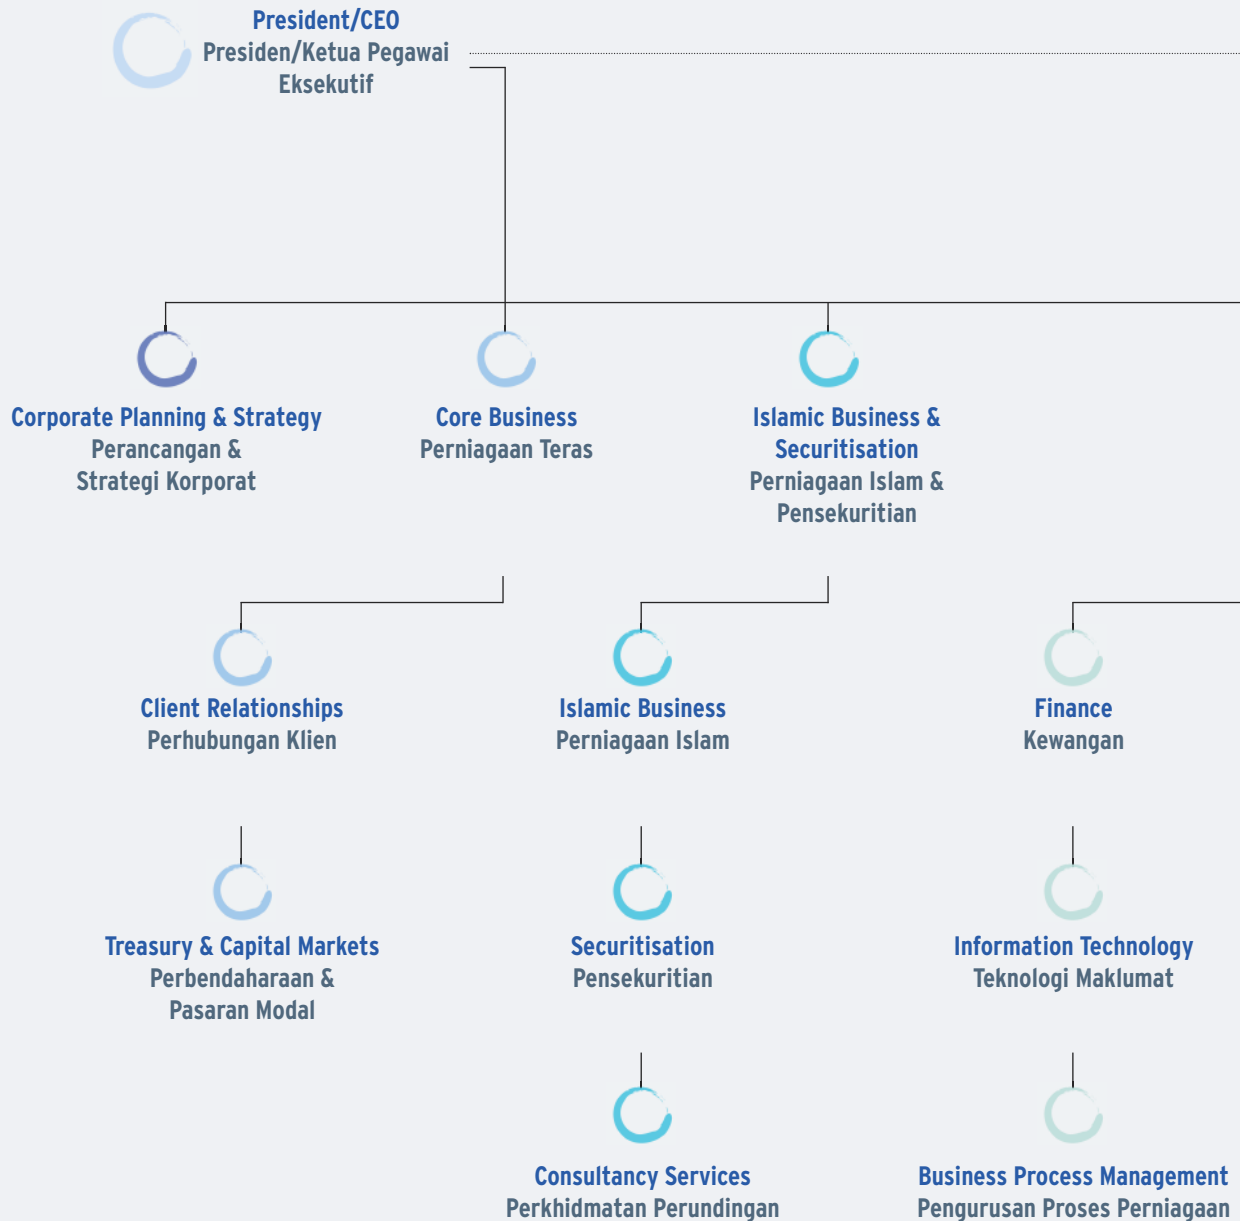 President/CEO
Presiden/Ketua Pegawai
Eksekutif
Corporate Planning & Strategy
Perancangan &
Strategi Korporat
Core Business
Perniagaan Teras
Islamic Business &
Securitisation
Perniagaan Islam &
Pensekuritian
Client Relationships
Perhubungan Klien
Islamic Business
Perniagaan Islam
Finance
Kewangan
Treasury & Capital Markets
Perbendaharaan &
Pasaran Modal
Securitisation
Pensekuritian
Information Technology
Teknologi Maklumat
Consultancy Services
Perkhidmatan Perundingan
Business Process Management
Pengurusan Proses Perniagaan